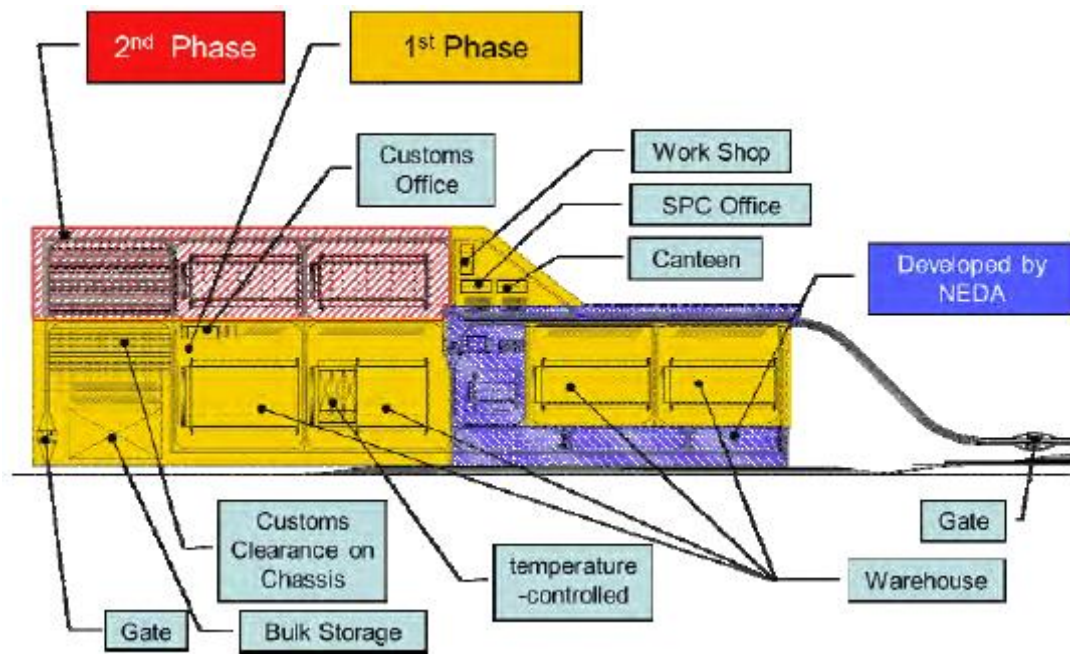 2nd Phase
1st Phase
Customs
Office
Work Shop
SPC Office
Canteen
Developed by
NEDA
Customs
Clearance on
Chassis
temperature
-controlled
Gate
Warehouse
Gate
Bulk Storage